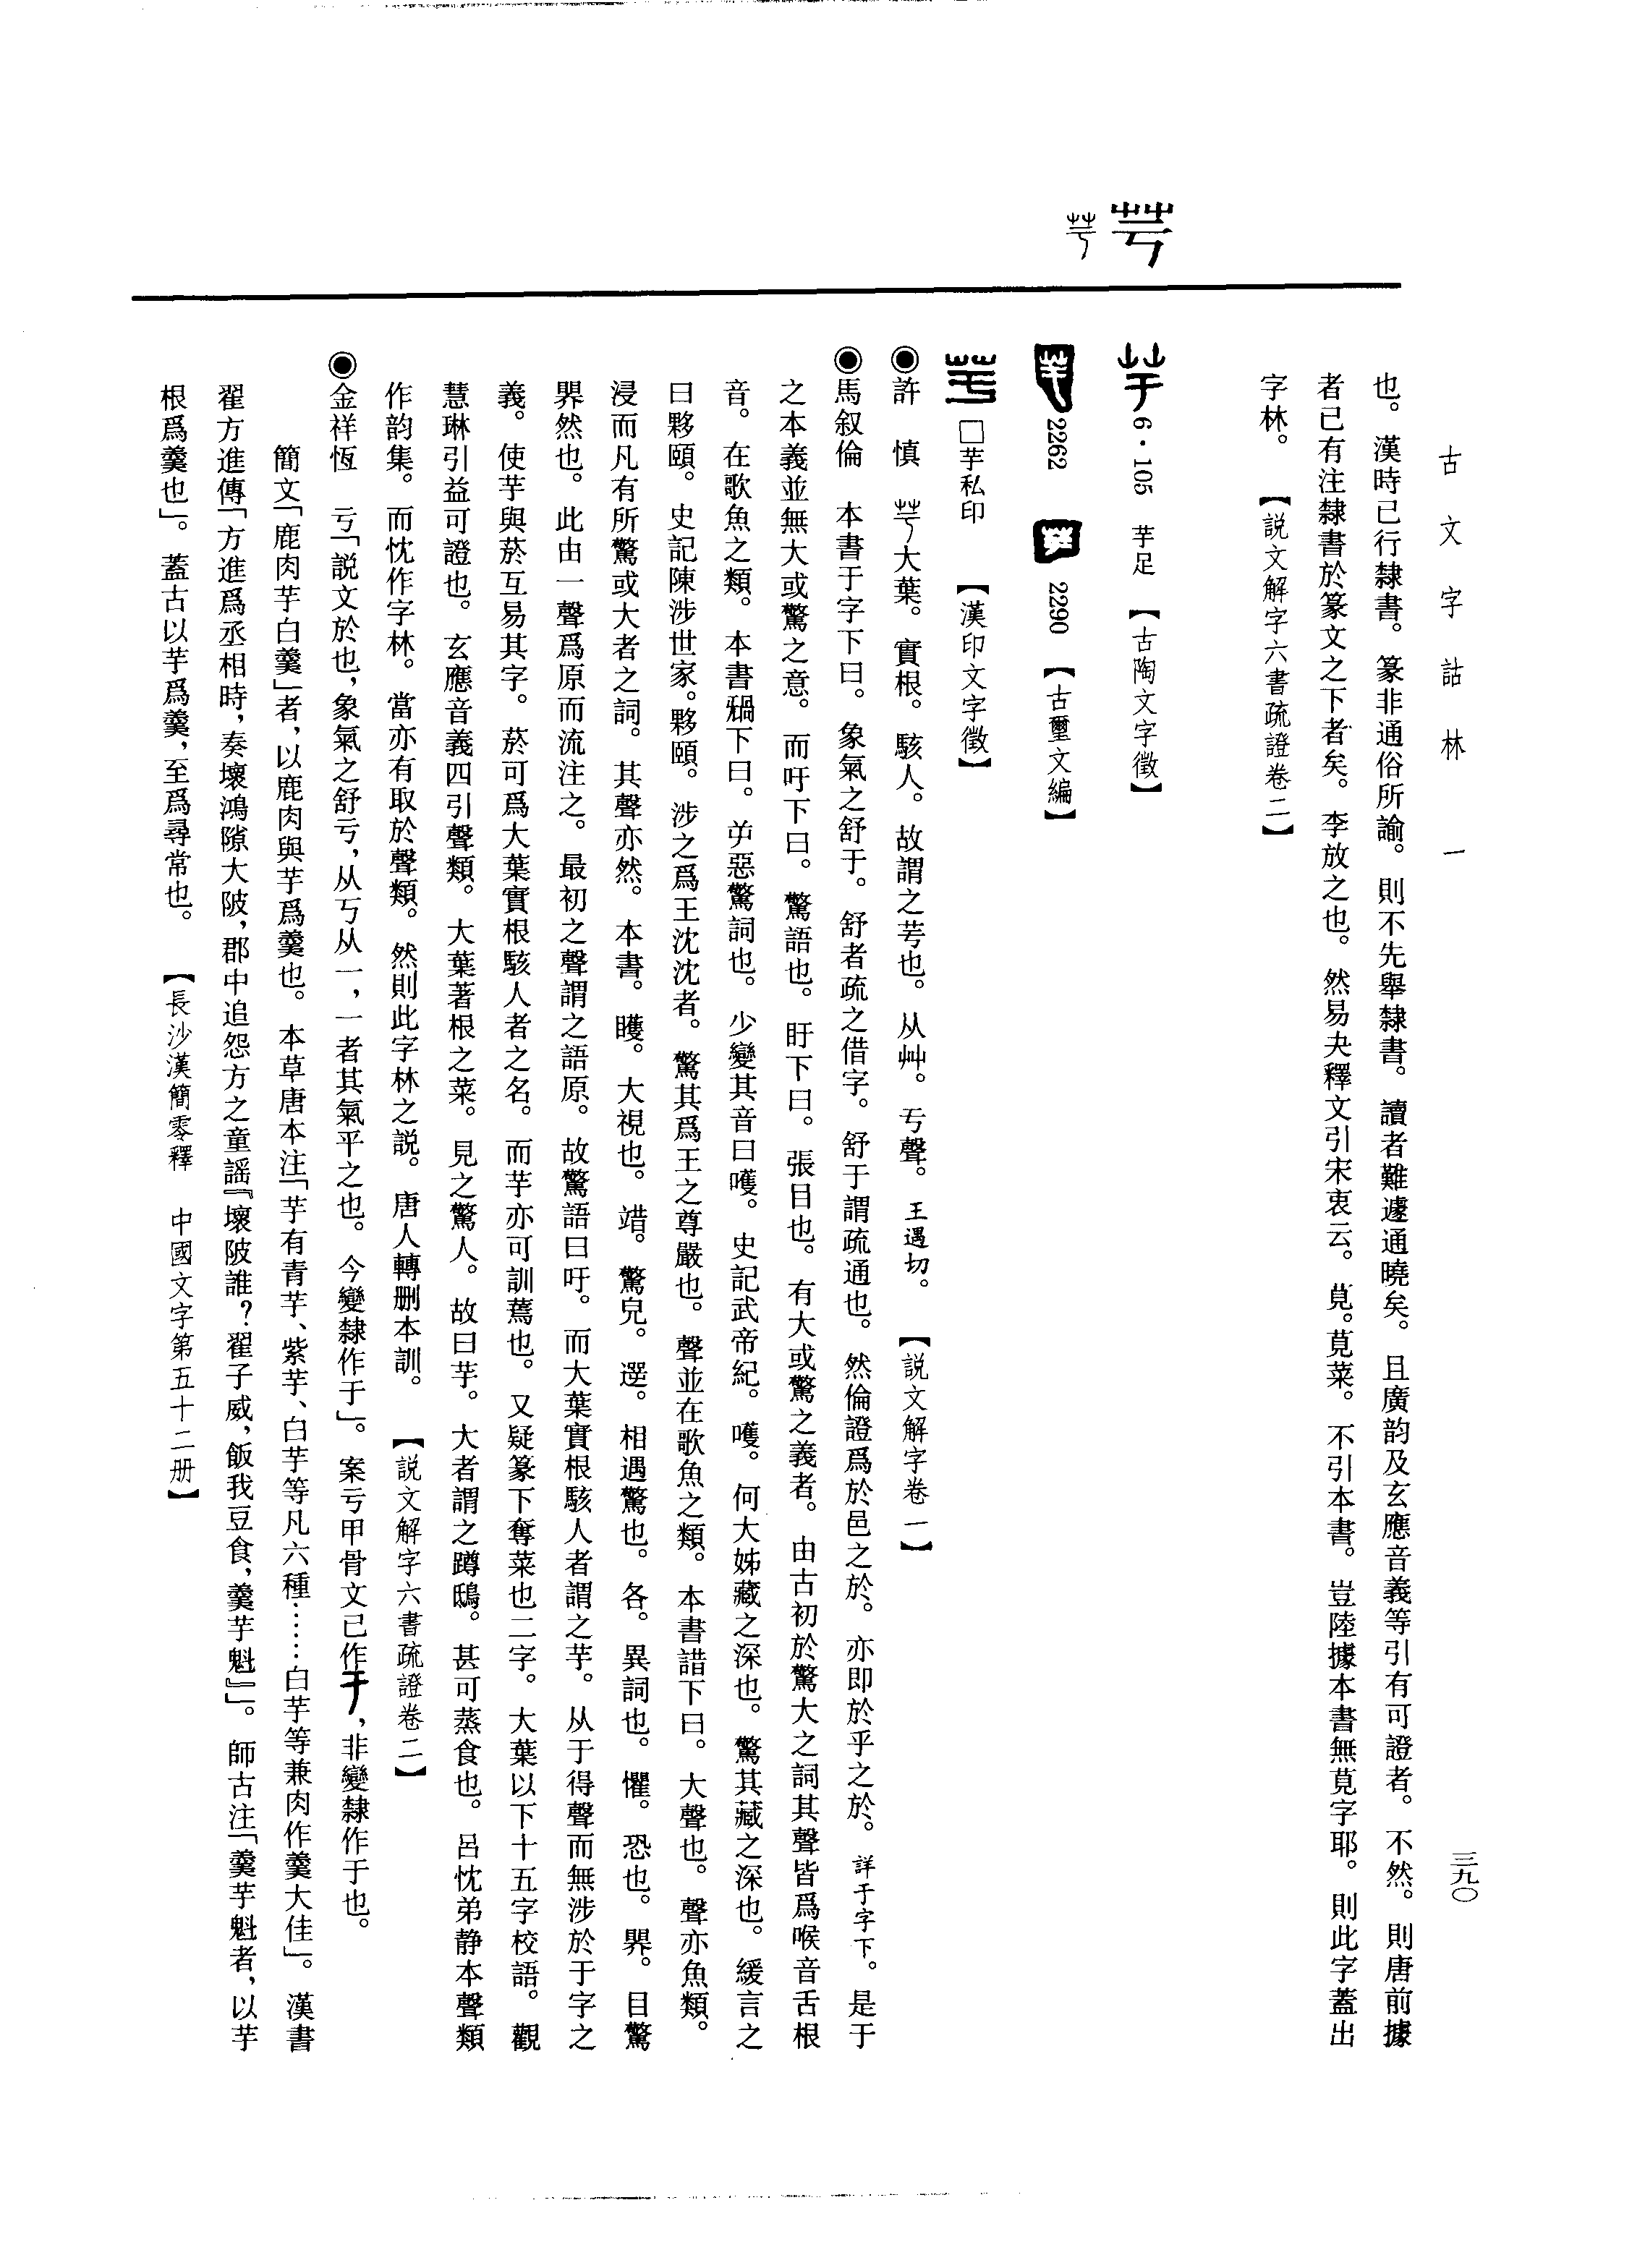 古文字詁林　一
三九〇
也。漢時已行隸書。篆非通俗所諭。則不先舉隸書。讀者難遽通曉矣。且廣韵及玄應音義等引有可證者。不然。則唐前據
者已有注隸書於篆文之下者矣。李放之也。然易夬釋文引宋衷云。莧。莧菜。不引本書。豈陸據本書無莧字耶。則此字蓋出
字林。　【説文解字六書疏證卷二】
6・105　芋足　【古陶文字徵】
2262　2290　【古璽文編】
□芋私印　【漢印文字徵】
◉許　慎　大葉。實根。駭人。故謂之芌也。从艸。亏聲。王遇切。　【説文解字卷一】
◉馬叙倫　本書于字下曰。象氣之舒于。舒者疏之借字。舒于謂疏通也。然倫證爲於邑之於。亦即於乎之於。詳于字下。是于
之本義並無大或驚之意。而吁下曰。驚語也。盱下曰。張目也。有大或驚之義者。由古初於驚大之詞其聲皆爲喉音舌根
音。在歌魚之類。本書下曰。屰惡驚詞也。少變其音曰嚄。史記武帝紀。嚄。何大姊藏之深也。驚其藏之深也。緩言之
曰夥頤。史記陳涉世家。夥頤。涉之爲王沈沈者。驚其爲王之尊嚴也。聲並在歌魚之類。本書諎下曰。大聲也。聲亦魚類。
浸而凡有所驚或大者之詞。其聲亦然。本書。矆。大視也。䜺。驚皃。遻。相遇驚也。各。異詞也。懼。恐也。界。目驚
界然也。此由一聲爲原而流注之。最初之聲謂之語原。故驚語曰吁。而大葉實根駭人者謂之芋。从于得聲而無涉於于字之
義。使芋與菸互易其字。菸可爲大葉實根駭人者之名。而芋亦可訓蔫也。又疑篆下奪菜也二字。大葉以下十五字校語。觀
慧琳引益可證也。玄應音義四引聲類。大葉著根之菜。見之驚人。故曰芋。大者謂之蹲鴟。甚可蒸食也。呂忱弟静本聲類
作韵集。而忱作字林。當亦有取於聲類。然則此字林之説。唐人轉删本訓。　【説文解字六書疏證卷二】
◉金祥恆　亏「説文於也，象氣之舒亏，从丂从一，一者其氣平之也。今變隸作于」。案亏甲骨文已作，非變隸作于也。
簡文「鹿肉芋白羹」者，以鹿肉與芋爲羹也。本草唐本注「芋有青芋、紫芋、白芋等凡六種……白芋等兼肉作羹大佳」。漢書
翟方進傳「方進爲丞相時，奏壞鴻隙大陂，郡中追怨方之童謠『壞陂誰？翟子威，飯我豆食，羹芋魁』」。師古注「羹芋魁者，以芋
根爲羹也」。蓋古以芋爲羹，至爲尋常也。　【長沙漢簡零釋　中國文字第五十二册】
芌